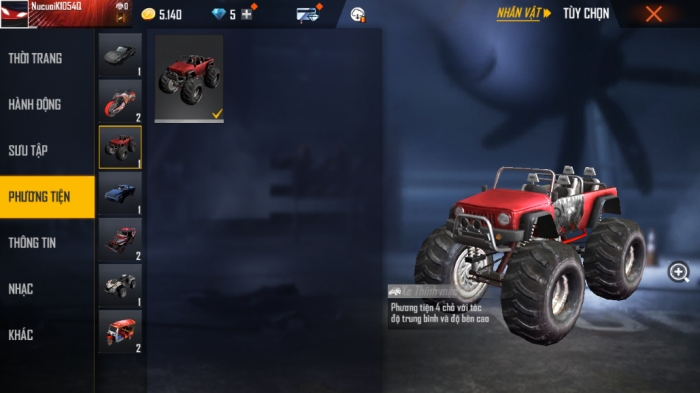 NucuoiK1054Q
0
5.140
5
NHÂN VẬT
TÙY CHỌN
THỜI TRANG
HÀNH ĐỘNG
SƯU TẬP
PHƯƠNG TIỆN
THÔNG TIN
NHẠC
KHÁC
1
2
1
1
2
1
2
Phương tiện 4 chỗ với tốc
độ trung bình và độ bền cao